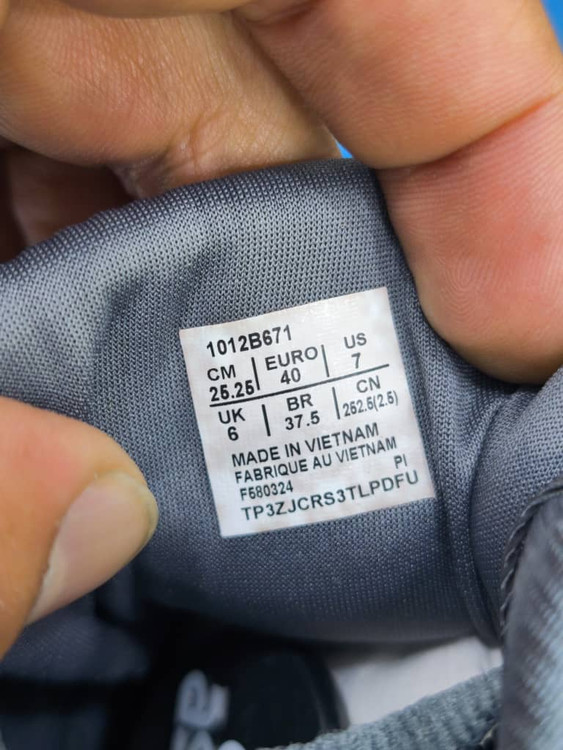 1012B671
CM | EURO | US
25.25 | 40 | 7
UK | BR | CN
6 | 37.5 | 252.5(2.5)
MADE IN VIETNAM
FABRIQUE AU VIETNAM
F580324 PI
TP3ZJCRS3TLPDFU